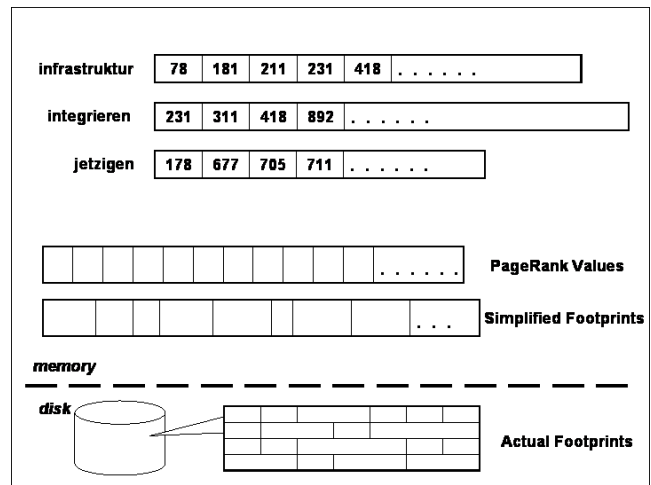 infrastruktur 78 181 211 231 418 . . . . . .
integrieren 231 311 418 892 . . . . . .
jetzigen 178 677 705 711 . . . . . .
. . . . . . PageRank Values
. . . Simplified Footprints
memory
disk
Actual Footprints